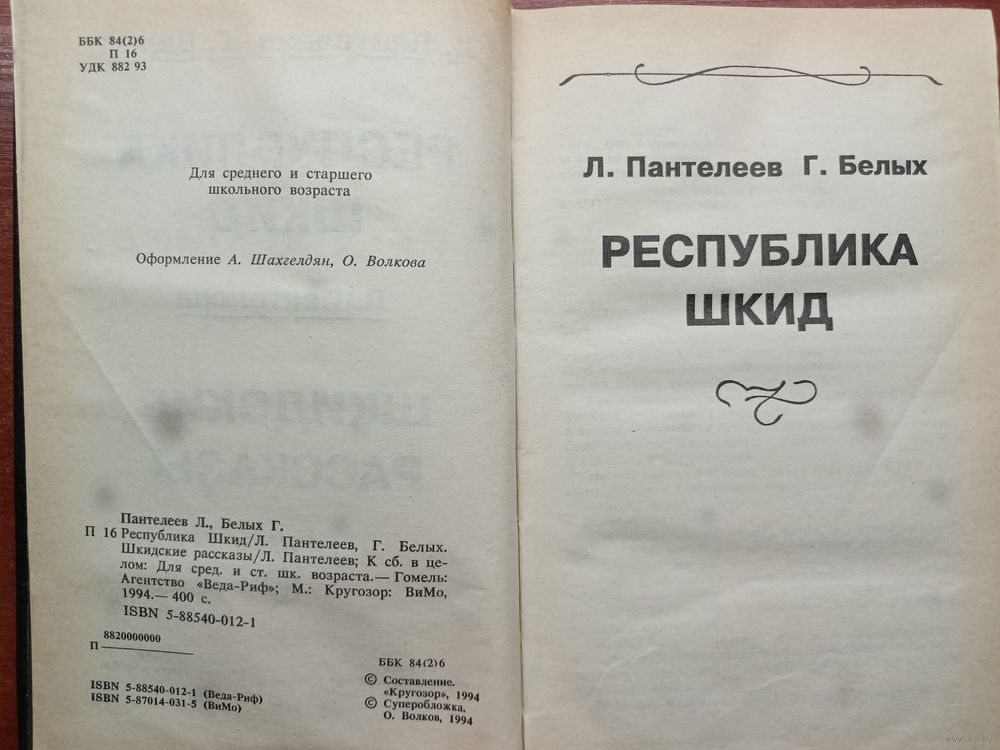 ББК 84(2)6
П 16
УДК 882 93
Для среднего и старшего
школьного возраста
Оформление А. Шахгелдян, О. Волкова
Пантелеев Л., Белых Г.
П 16 Республика Шкид/Л. Пантелеев, Г. Белых.
Шкидские рассказы/Л. Пантелеев; К сб. в це-
лом: Для сред. и ст. шк. возраста.— Гомель:
Агентство «Веда-Риф»; М.: Кругозор: ВиМо,
1994.— 400 с.
ISBN 5-88540-012-1
8820000000
П
ББК 84(2)6
ISBN 5-88540-012-1 (Веда-Риф)
ISBN 5-87014-031-5 (ВиМо)
© Составление.
«Кругозор», 1994
© Суперобложка,
О. Волков, 1994
Л. Пантелеев Г. Белых
РЕСПУБЛИКА
ШКИД
www.ay.by